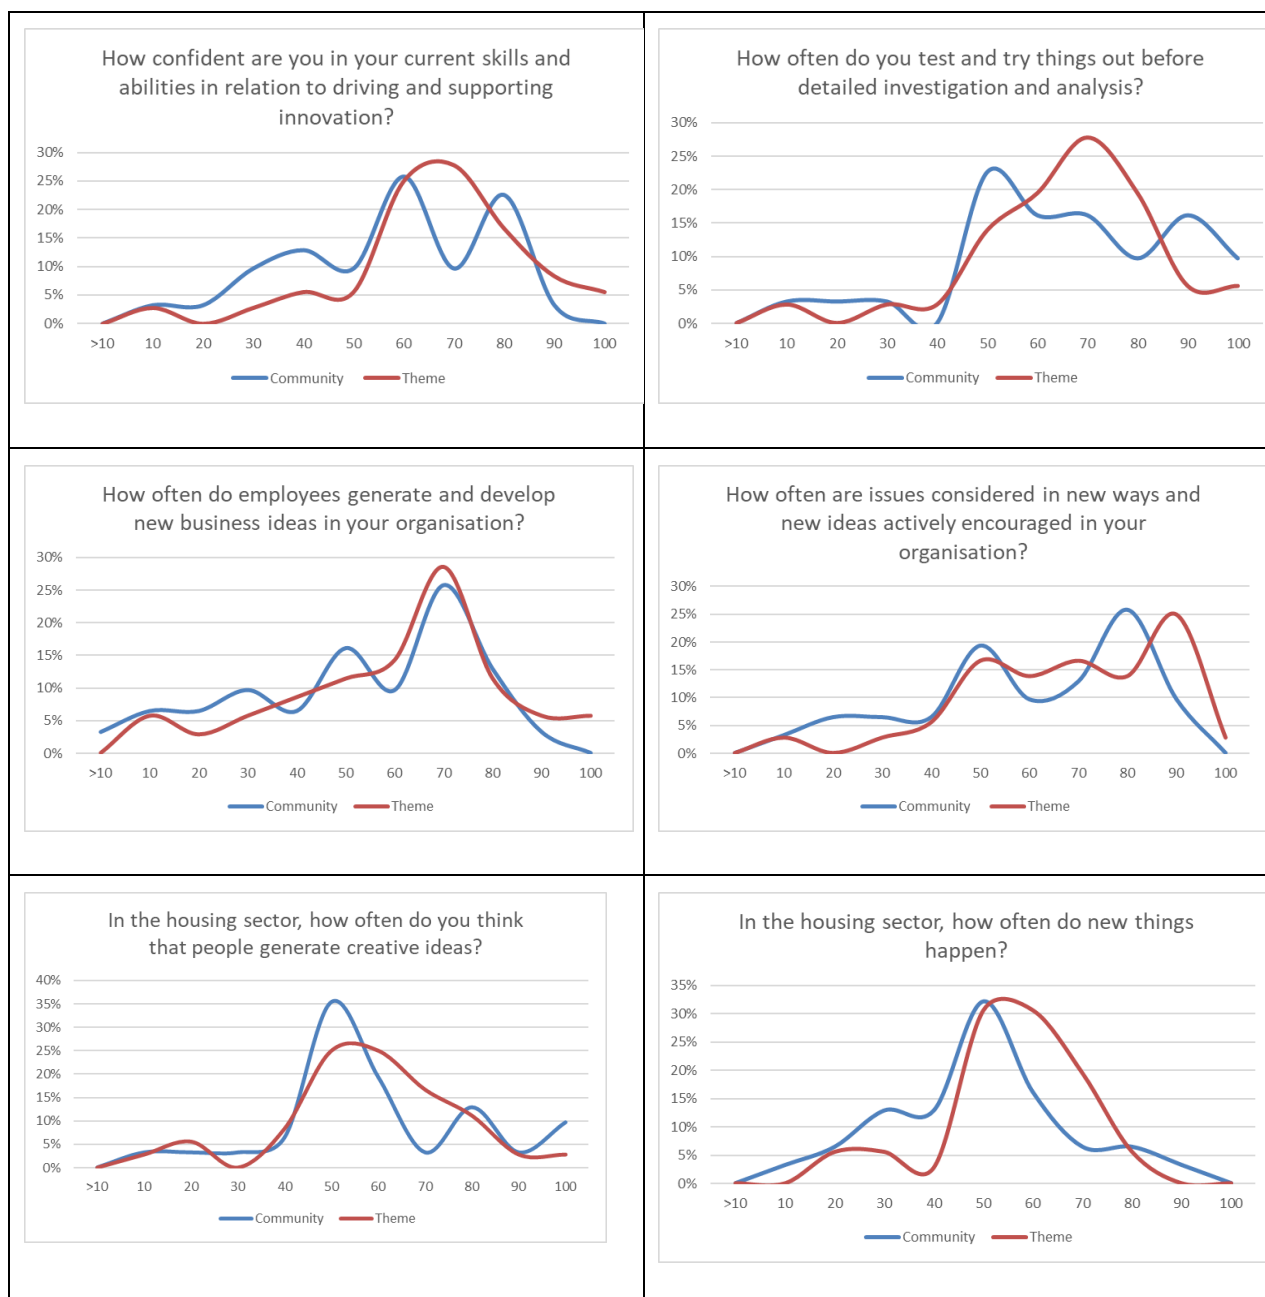 How confident are you in your current skills and
abilities in relation to driving and supporting
innovation?
30%
25%
20%
15%
10%
5%
0%
>10 10 20 30 40 50 60 70 80 90 100
Community Theme
How often do you test and try things out before
detailed investigation and analysis?
30%
25%
20%
15%
10%
5%
0%
>10 10 20 30 40 50 60 70 80 90 100
Community Theme
How often do employees generate and develop
new business ideas in your organisation?
30%
25%
20%
15%
10%
5%
0%
>10 10 20 30 40 50 60 70 80 90 100
Community Theme
How often are issues considered in new ways and
new ideas actively encouraged in your
organisation?
30%
25%
20%
15%
10%
5%
0%
>10 10 20 30 40 50 60 70 80 90 100
Community Theme
In the housing sector, how often do you think
that people generate creative ideas?
40%
35%
30%
25%
20%
15%
10%
5%
0%
>10 10 20 30 40 50 60 70 80 90 100
Community Theme
In the housing sector, how often do new things
happen?
35%
30%
25%
20%
15%
10%
5%
0%
>10 10 20 30 40 50 60 70 80 90 100
Community Theme